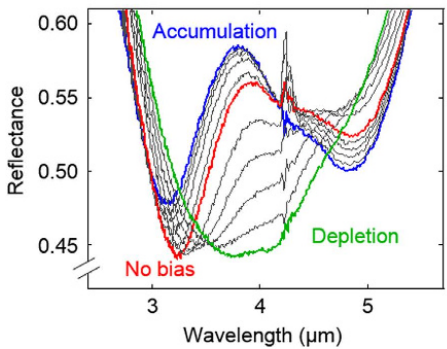 0.60
Accumulation
0.55
Reflectance
0.50
Depletion
0.45
No bias
3 4 5
Wavelength (µm)